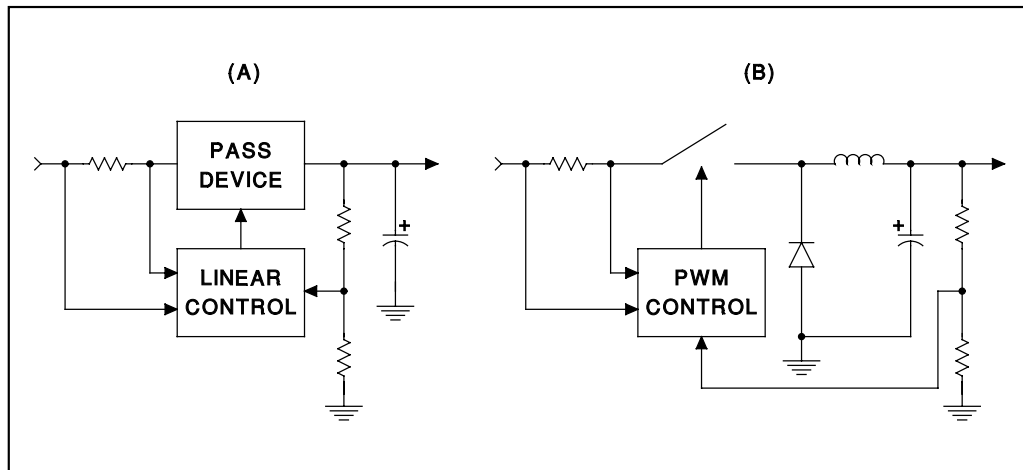 (A)
(B)
PASS
DEVICE
+
LINEAR
CONTROL
+
PWM
CONTROL